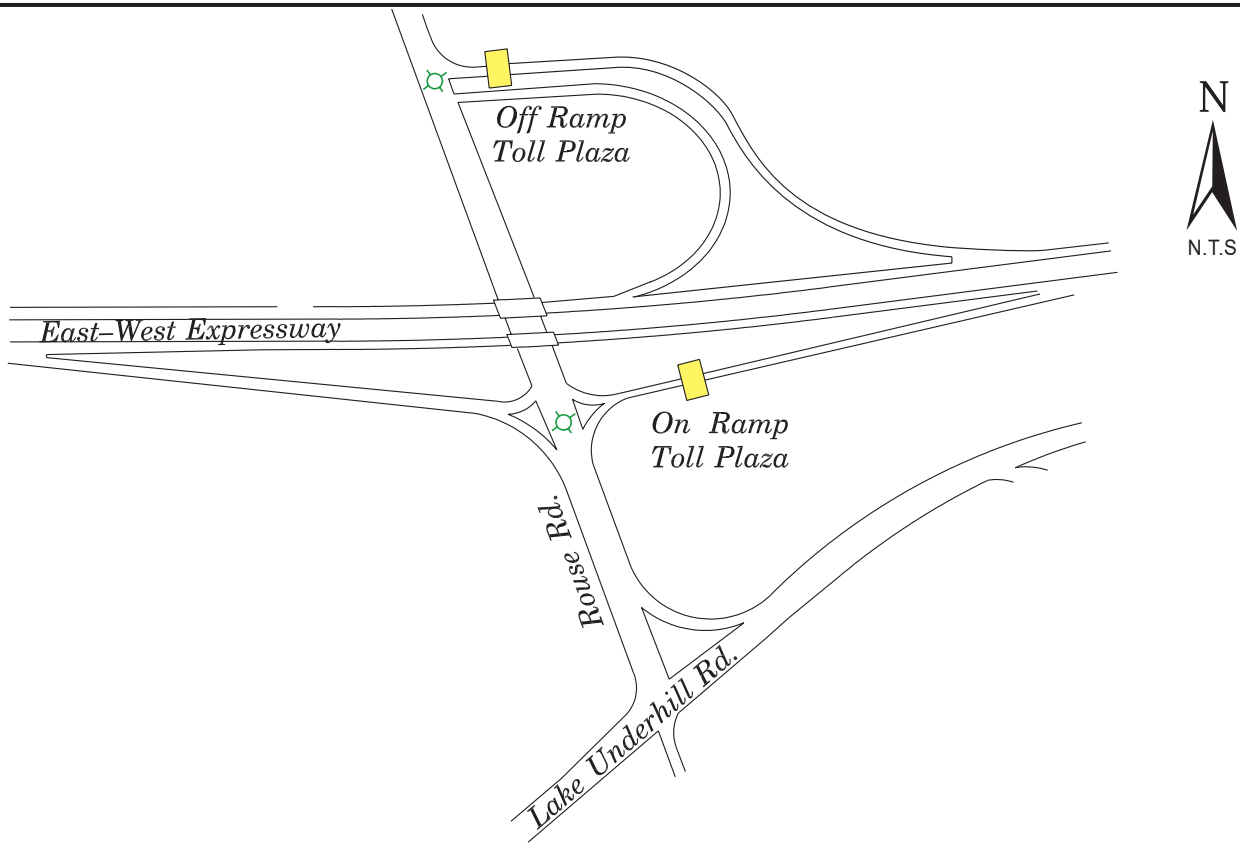 N
N.T.S
Off Ramp
Toll Plaza
East–West Expressway
On Ramp
Toll Plaza
Rouse Rd.
Lake Underhill Rd.